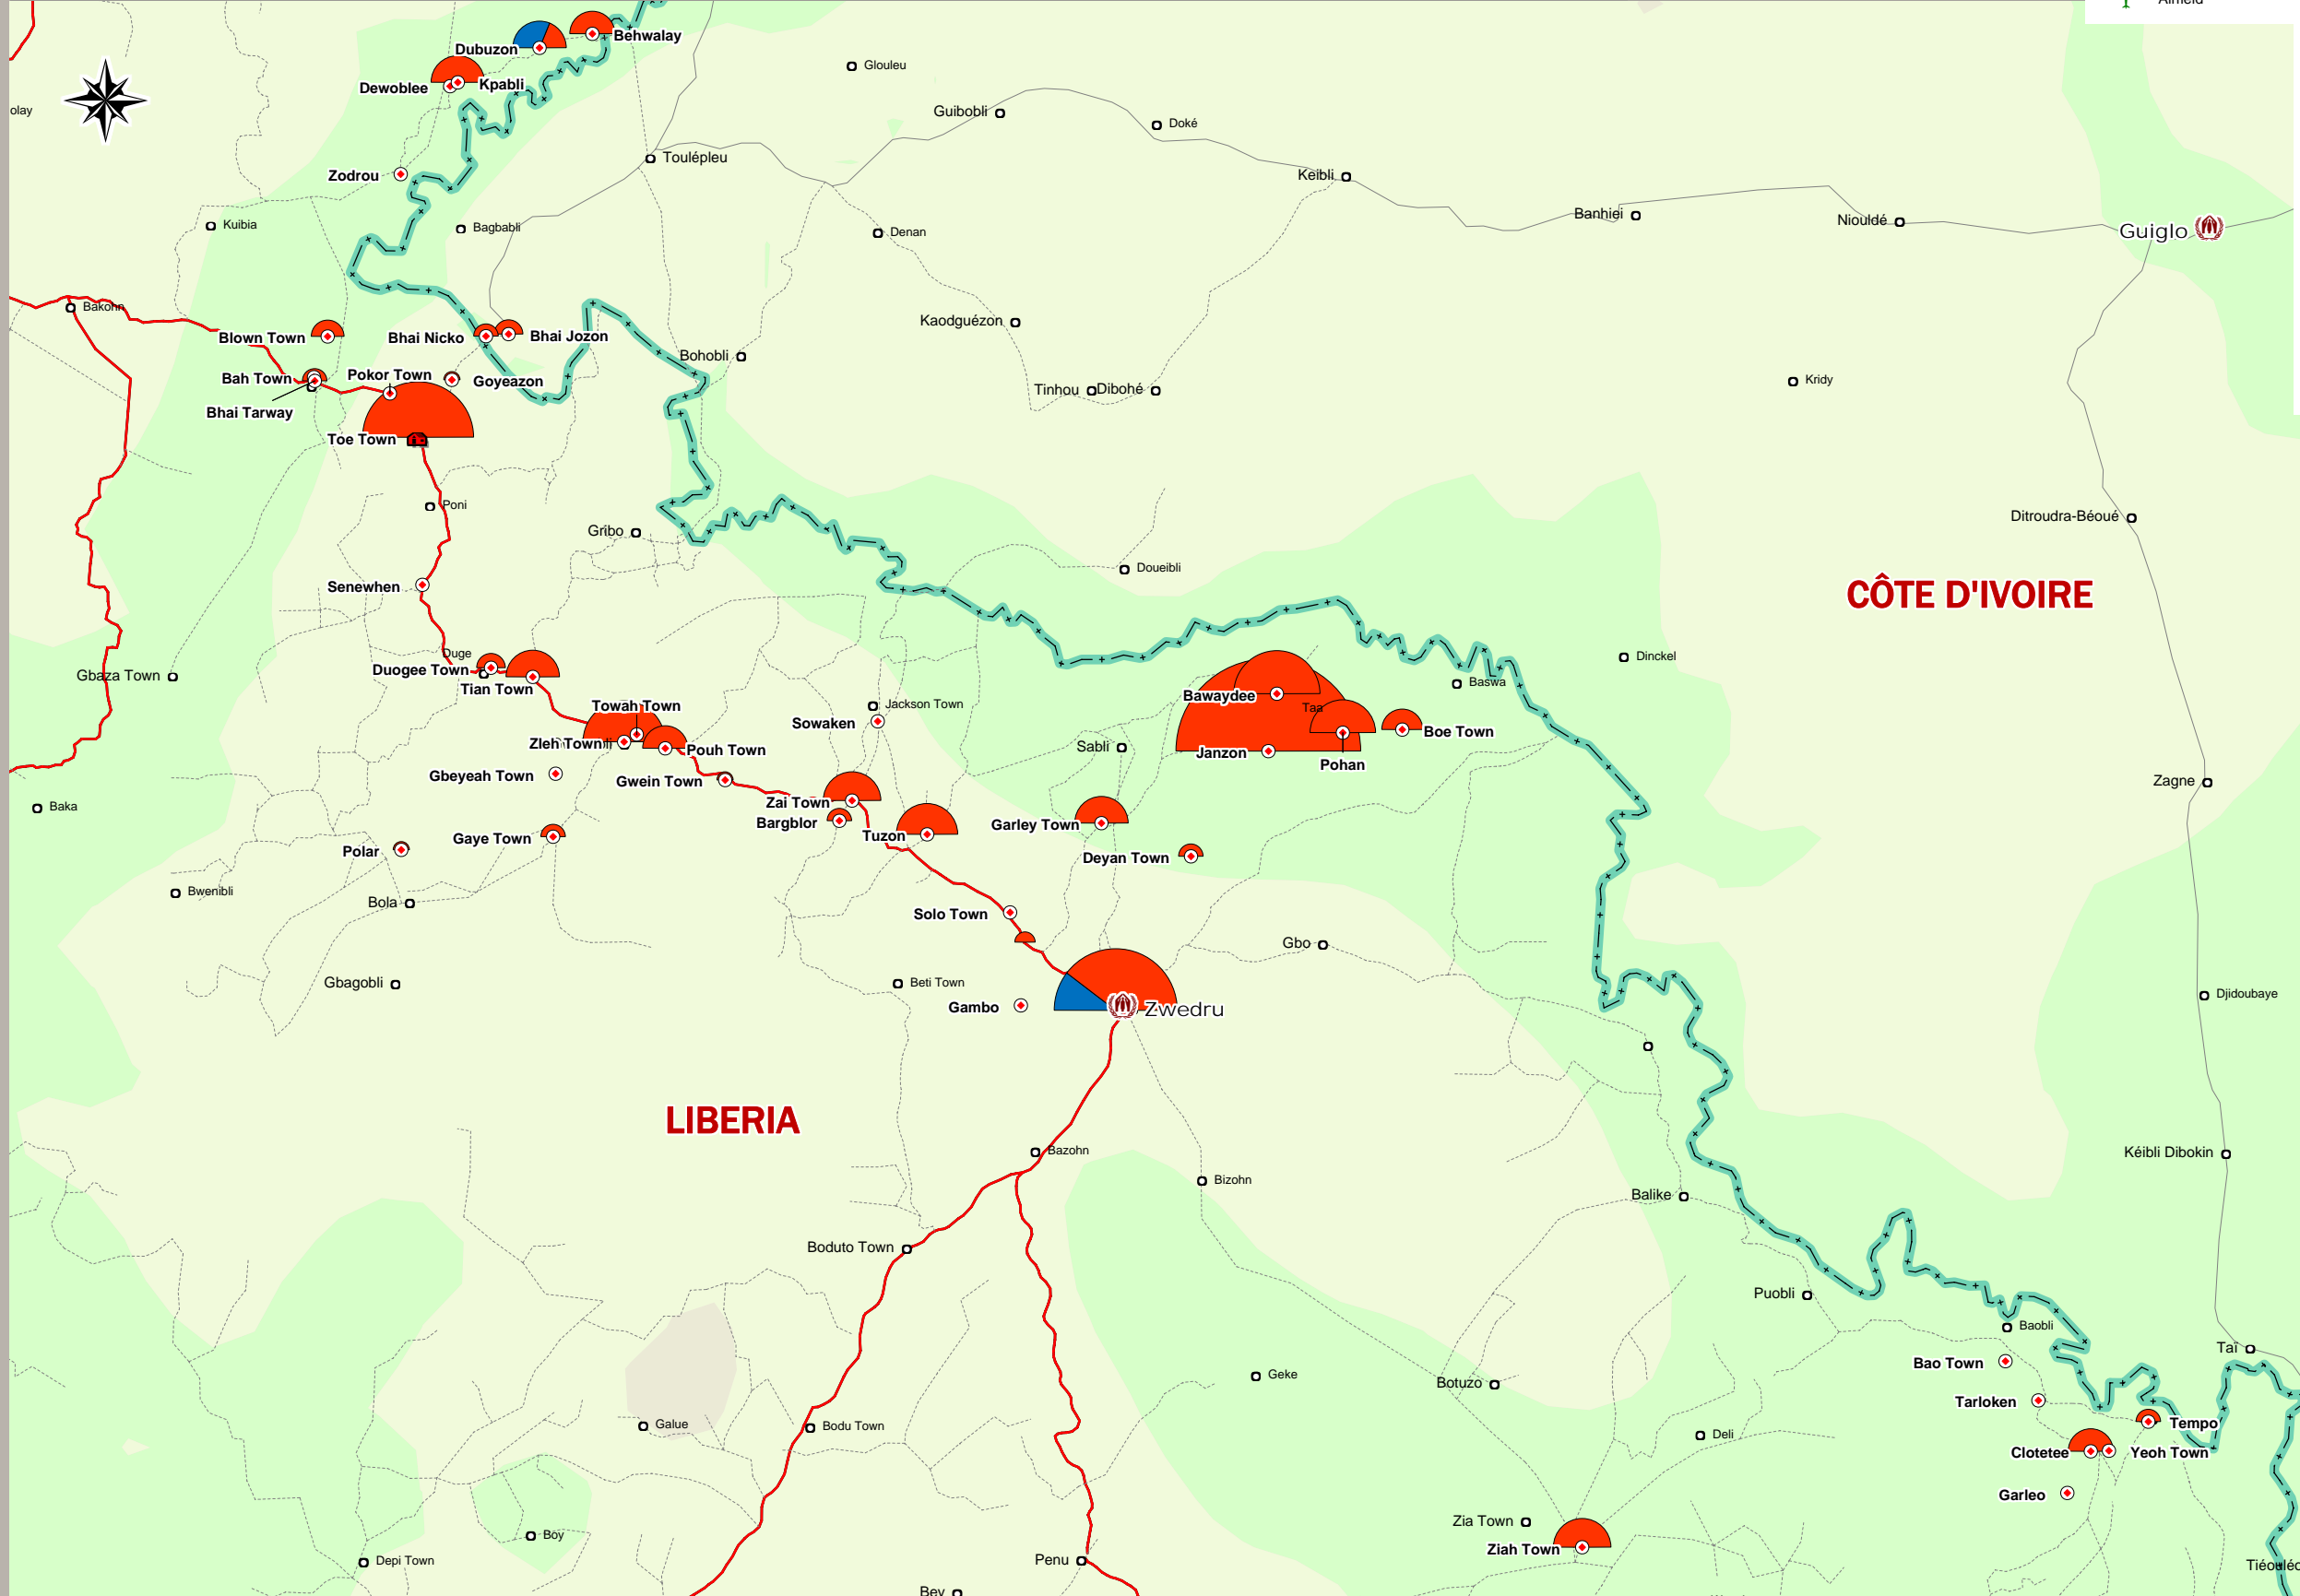 Almeid
Behwalay
Dubuzon
Glouleu
Dewoblee
Kpabli
olay
Guibobli
Doké
Toulépleu
Zodrou
Keibli
Kuibia
Bagbabli
Denan
Banhiei
Niouldé
Guiglo
Bakohn
Blown Town
Bhai Nicko
Bhai Jozon
Kaodguézon
Bohobli
Bah Town
Pokor Town
Goyeazon
Tinhou
Dibohé
Kridy
Bhai Tarway
Toe Town
Poni
Gribo
Ditroudra-Béoué
Doueibli
Senewhen
CÔTE D'IVOIRE
Duge
Duogee Town
Gbaza Town
Tian Town
Dinckel
Baswa
Bawaydee
Taa
Towah Town
Jackson Town
Sowaken
Boe Town
Zleh Town
Pouh Town
Sabli
Janzon
Pohan
Gbeyeah Town
Gwein Town
Zagne
Baka
Zai Town
Bargblor
Tuzon
Garley Town
Gaye Town
Polar
Deyan Town
Bwenibli
Bola
Solo Town
Gbo
Gbagobli
Beti Town
Djidoubaye
Gambo
Zwedru
LIBERIA
Bazohn
Kéibli Dibokin
Bizohn
Balike
Boduto Town
Puobli
Baobli
Taï
Bao Town
Geke
Botuzo
Tarloken
Galue
Bodu Town
Tempo
Deli
Clotetee
Yeoh Town
Garleo
Zia Town
Boy
Ziah Town
Depi Town
Penu
Tiéouléo
Bey